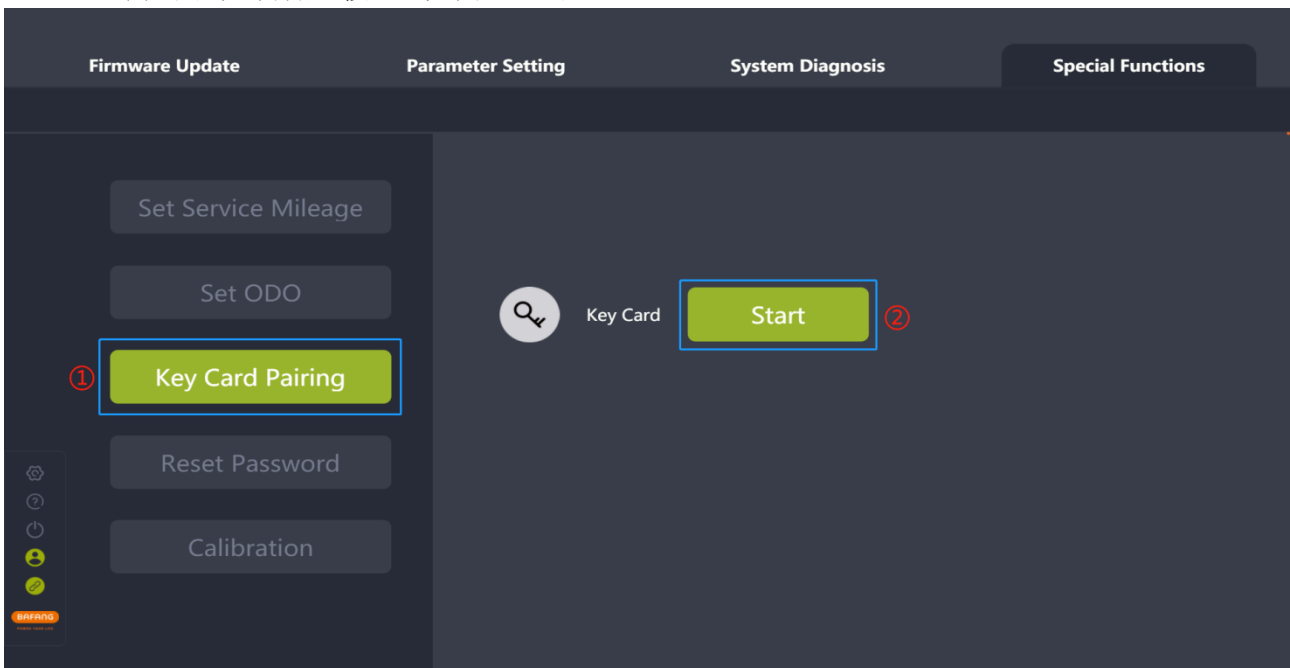 Firmware Update
Parameter Setting
System Diagnosis
Special Functions
Set Service Mileage
Set ODO
① Key Card Pairing
Key Card
Start ②
Reset Password
Calibration
BAFANG